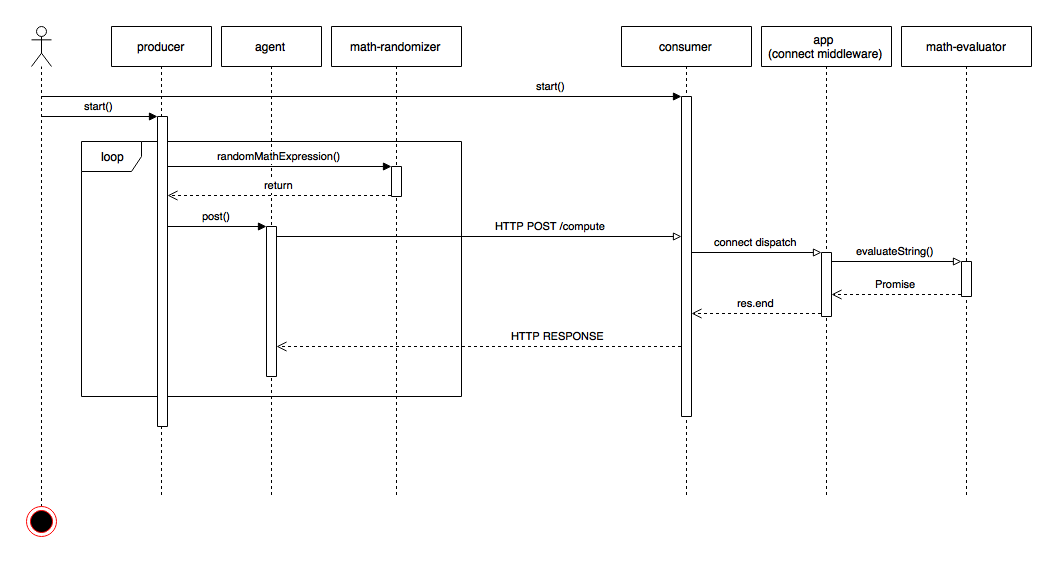 producer
agent
math-randomizer
consumer
app
(connect middleware)
math-evaluator
start()
start()
loop
randomMathExpression()
return
post()
HTTP POST /compute
connect dispatch
evaluateString()
Promise
res.end
HTTP RESPONSE